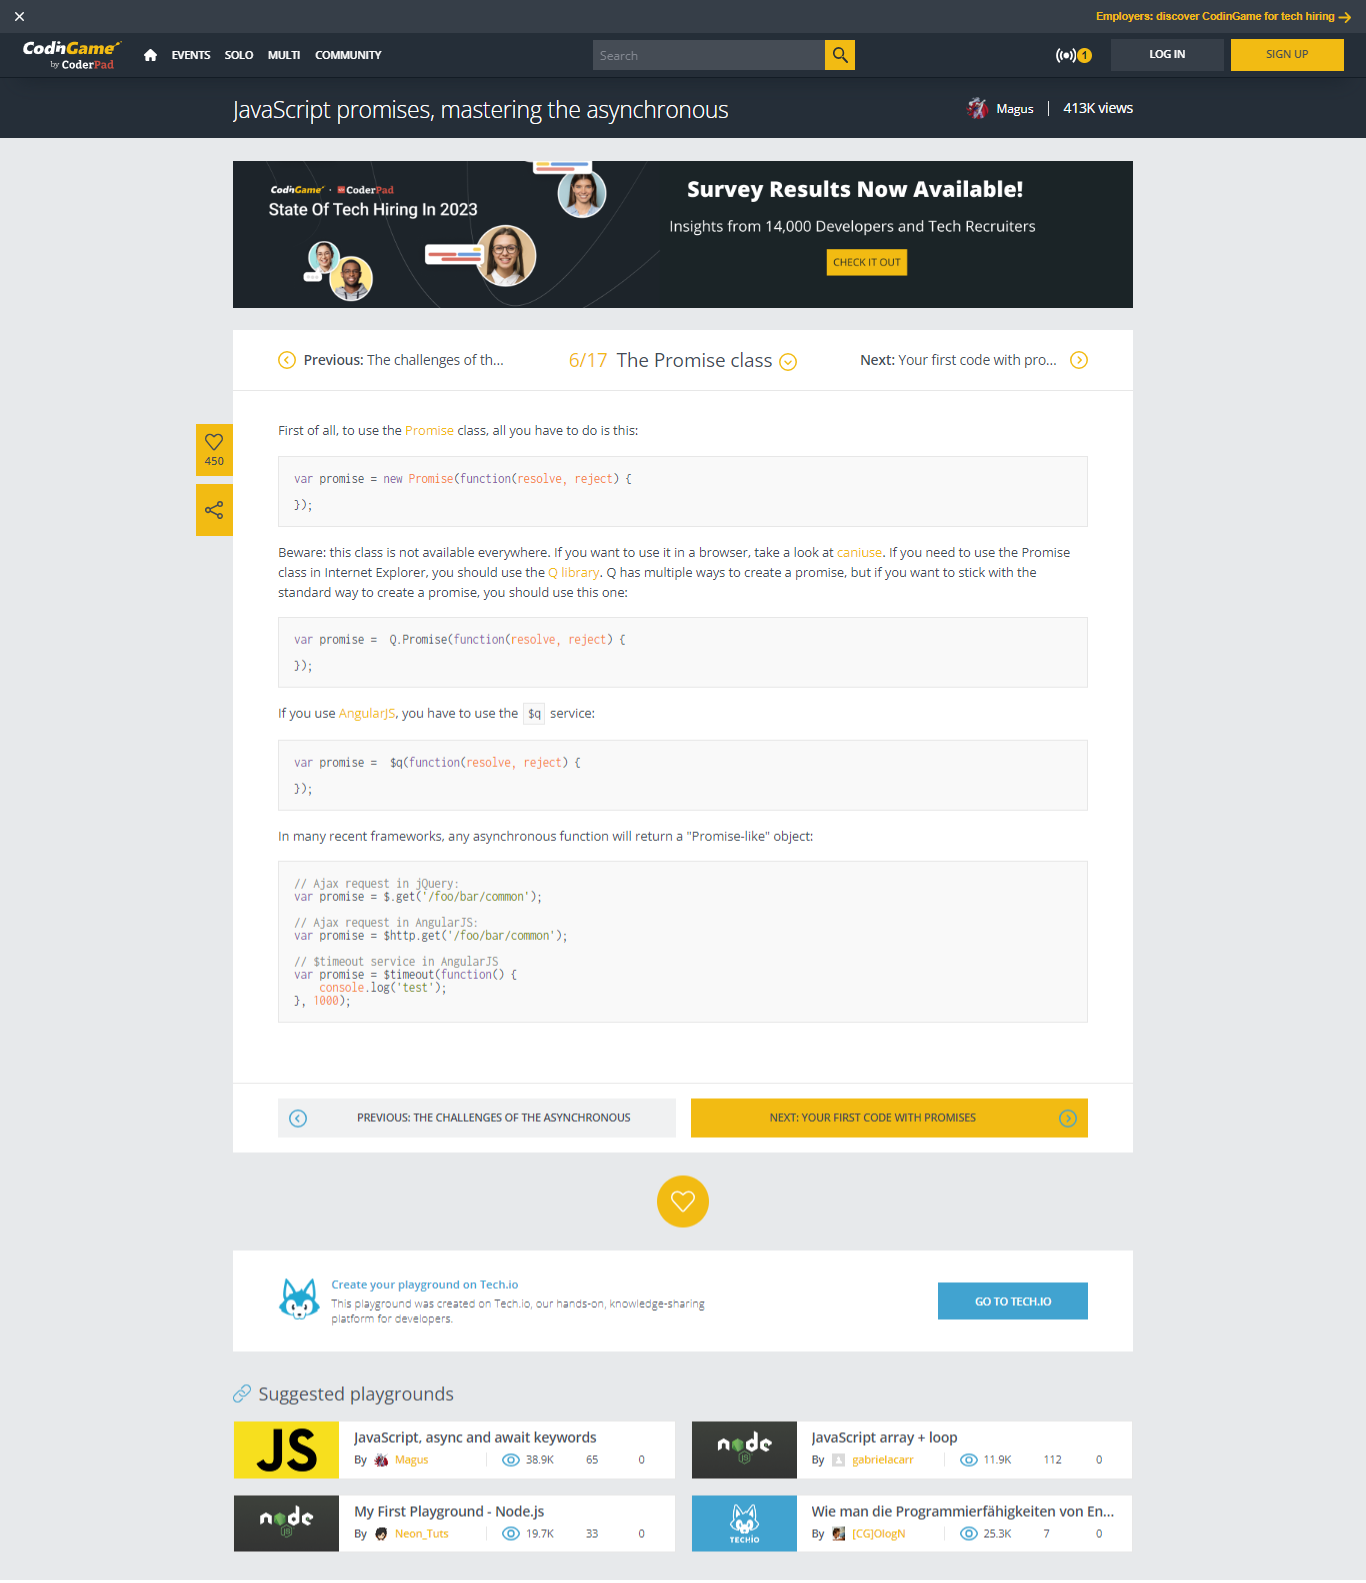 Employers: discover CodinGame for tech hiring
CodinGame
by CoderPad
EVENTS SOLO MULTI COMMUNITY
Search
1
LOG IN
SIGN UP
JavaScript promises, mastering the asynchronous
Magus
413K views
CodinGame · CoderPad
State Of Tech Hiring In 2023
Survey Results Now Available!
Insights from 14,000 Developers and Tech Recruiters
CHECK IT OUT
Previous: The challenges of th...
6/17 The Promise class
Next: Your first code with pro...
450
First of all, to use the Promise class, all you have to do is this:
var promise = new Promise(function(resolve, reject) {
});
Beware: this class is not available everywhere. If you want to use it in a browser, take a look at caniuse. If you need to use the Promise
class in Internet Explorer, you should use the Q library. Q has multiple ways to create a promise, but if you want to stick with the
standard way to create a promise, you should use this one:
var promise =  Q.Promise(function(resolve, reject) {
});
If you use AngularJS, you have to use the $q service:
var promise =  $q(function(resolve, reject) {
});
In many recent frameworks, any asynchronous function will return a "Promise-like" object:
// Ajax request in jQuery:
var promise = $.get('/foo/bar/common');
// Ajax request in AngularJS:
var promise = $http.get('/foo/bar/common');
// $timeout service in AngularJS
var promise = $timeout(function() {
    console.log('test');
}, 1000);
PREVIOUS: THE CHALLENGES OF THE ASYNCHRONOUS
NEXT: YOUR FIRST CODE WITH PROMISES
Create your playground on Tech.io
This playground was created on Tech.io, our hands-on, knowledge-sharing
platform for developers.
GO TO TECH.IO
Suggested playgrounds
JS
JavaScript, async and await keywords
By Magus 38.9K 65 0
node
JS
JavaScript array + loop
By gabrielacarr 11.9K 112 0
node
JS
My First Playground - Node.js
By Neon_Tuts 19.7K 33 0
TECHIO
Wie man die Programmierfähigkeiten von En...
By [CG]OlogN 25.3K 7 0